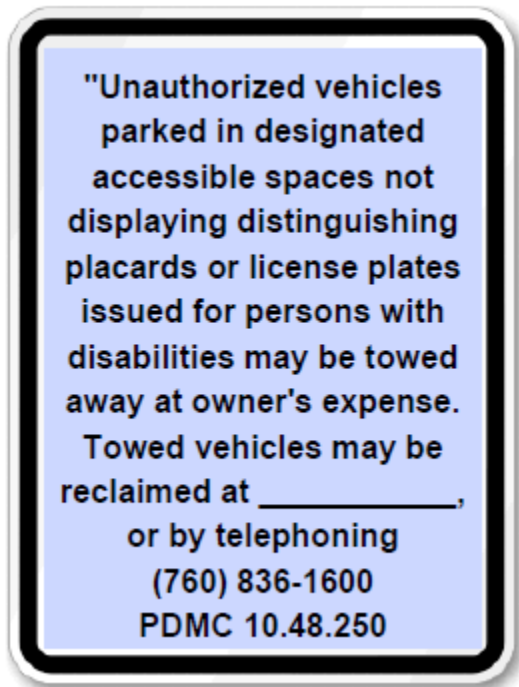 "Unauthorized vehicles
parked in designated
accessible spaces not
displaying distinguishing
placards or license plates
issued for persons with
disabilities may be towed
away at owner's expense.
Towed vehicles may be
reclaimed at ___________,
or by telephoning
(760) 836-1600
PDMC 10.48.250